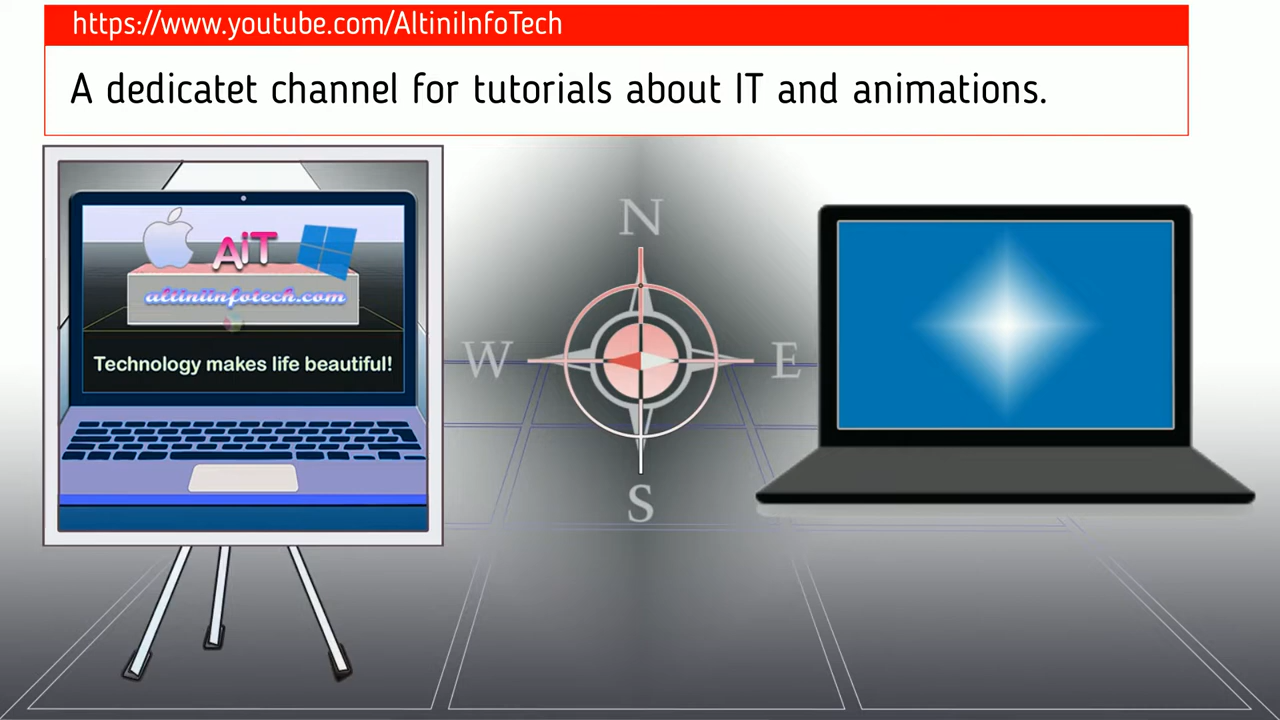 https://www.youtube.com/AltiniInfoTech
A dedicatet channel for tutorials about IT and animations.
AiT
altiniinfotech.com
Technology makes life beautiful!
N
W
E
S